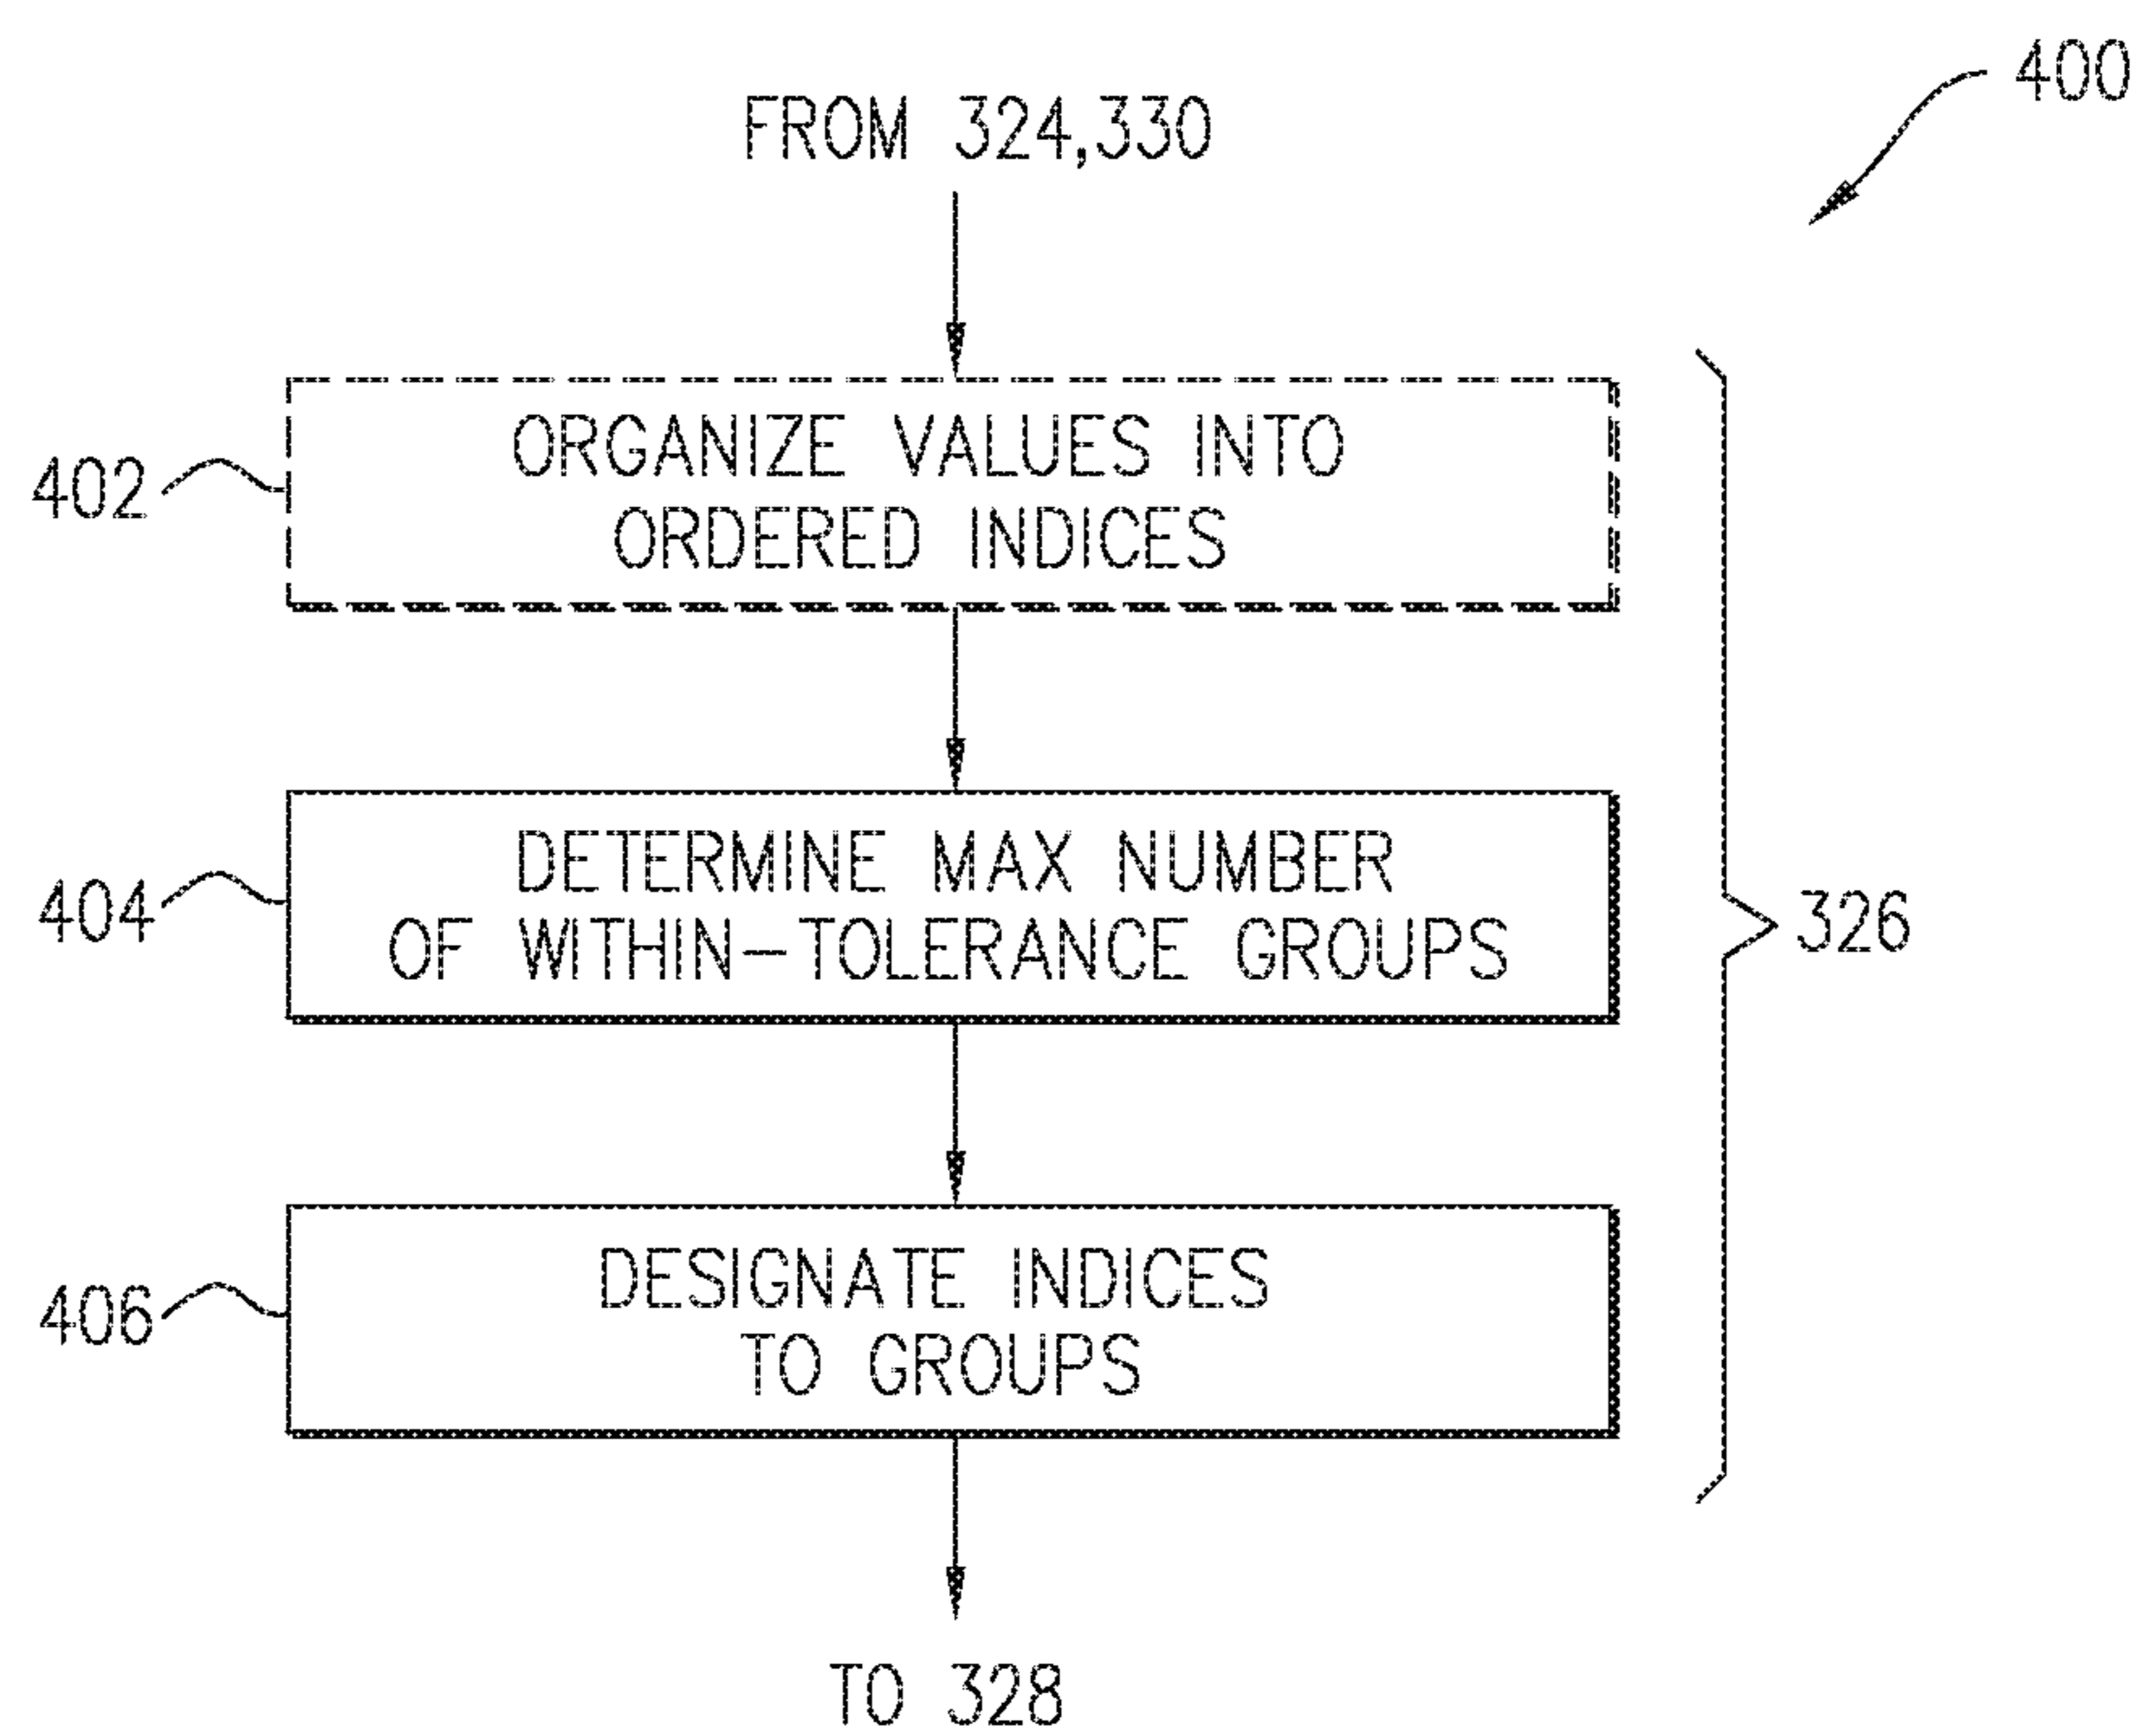 400
FROM 324,330
402
ORGANIZE VALUES INTO
ORDERED INDICES
404
DETERMINE MAX NUMBER
OF WITHIN-TOLERANCE GROUPS
326
406
DESIGNATE INDICES
TO GROUPS
TO 328